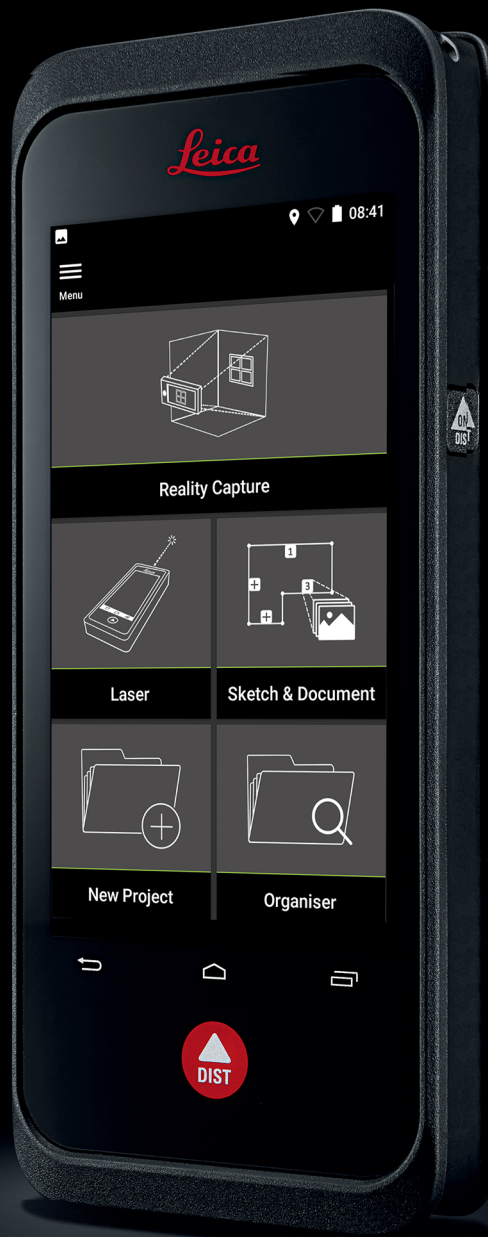 Leica
08:41
Menu
Reality Capture
1
3
Laser
Sketch & Document
New Project
Organiser
DIST
ON
DIST